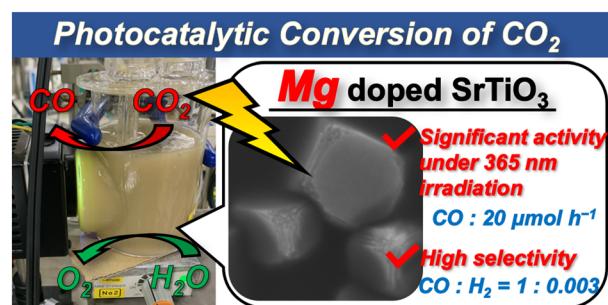 Photocatalytic Conversion of CO₂
CO CO₂
O₂ H₂O
No2
Mg doped SrTiO₃
Significant activity
under 365 nm
irradiation
CO : 20 μmol h⁻¹
High selectivity
CO : H₂ = 1 : 0.003